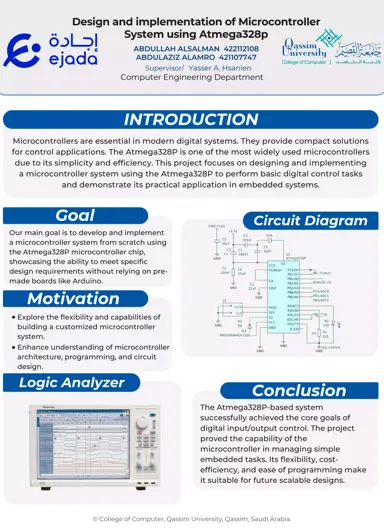 Design and implementation of Microcontroller
System using Atmega328p
إجادة
ejada
ABDULLAH ALSALMAN 422112108
ABDULAZIZ ALAMRO 421107747
Supervisor/ Yasser A. Hsanien
Computer Engineering Department
Qassim
University
College of Computer
INTRODUCTION
Microcontrollers are essential in modern digital systems. They provide compact solutions
for control applications. The Atmega328P is one of the most widely used microcontrollers
due to its simplicity and efficiency. This project focuses on designing and implementing
a microcontroller system using the Atmega328P to perform basic digital control tasks
and demonstrate its practical application in embedded systems.
Goal
Our main goal is to develop and implement
a microcontroller system from scratch using
the Atmega328P microcontroller chip,
showcasing the ability to meet specific
design requirements without relying on pre-
made boards like Arduino.
Motivation
• Explore the flexibility and capabilities of
building a customized microcontroller
system.
• Enhance understanding of microcontroller
architecture, programming, and circuit
design.
Circuit Diagram
GND
Logic Analyzer
Conclusion
The Atmega328P-based system
successfully achieved the core goals of
digital input/output control. The project
proved the capability of the
microcontroller in managing simple
embedded tasks. Its flexibility, cost-
efficiency, and ease of programming make
it suitable for future scalable designs.
© College of Computer, Qassim University, Qassim, Saudi Arabia.